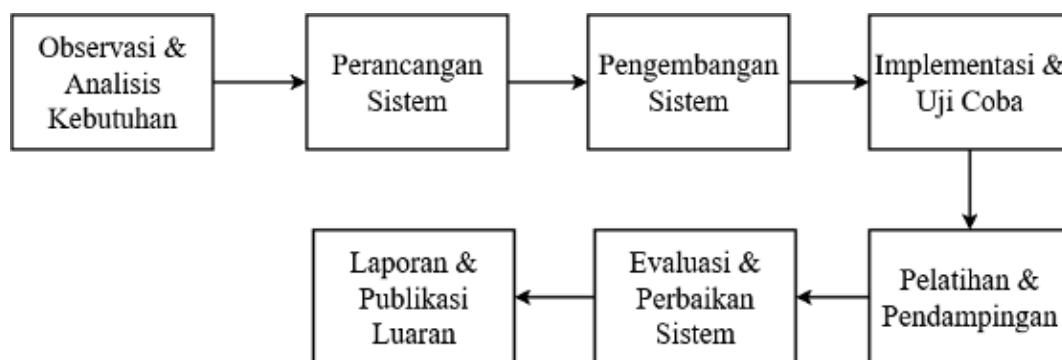 Observasi &
Analisis
Kebutuhan
Perancangan
Sistem
Pengembangan
Sistem
Implementasi &
Uji Coba
Pelatihan &
Pendampingan
Evaluasi &
Perbaikan
Sistem
Laporan &
Publikasi
Luaran